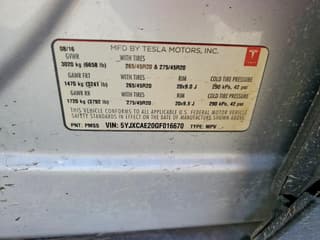 08/16 MFD BY TESLA MOTORS, INC.
GVWR WITH TIRES
3020 kg (6658 lb) 265/45R20 & 275/45R20
TESLA
GAWR FRT WITH TIRES RIM COLD TIRE PRESSURE
1475 kg (3241 lb) 265/45R20 20x9.0 J 290 kPa, 42 psi
GAWR RR WITH TIRES RIM COLD TIRE PRESSURE
1720 kg (3792 lb) 275/45R20 20x9.0 J 290 kPa, 42 psi
THIS VEHICLE CONFORMS TO ALL APPLICABLE U.S. FEDERAL MOTOR VEHICLE
SAFETY STANDARDS IN EFFECT ON THE DATE OF MANUFACTURE SHOWN ABOVE.
PNT: PMSS VIN: 5YJXCAE20GF016670 TYPE: MPV